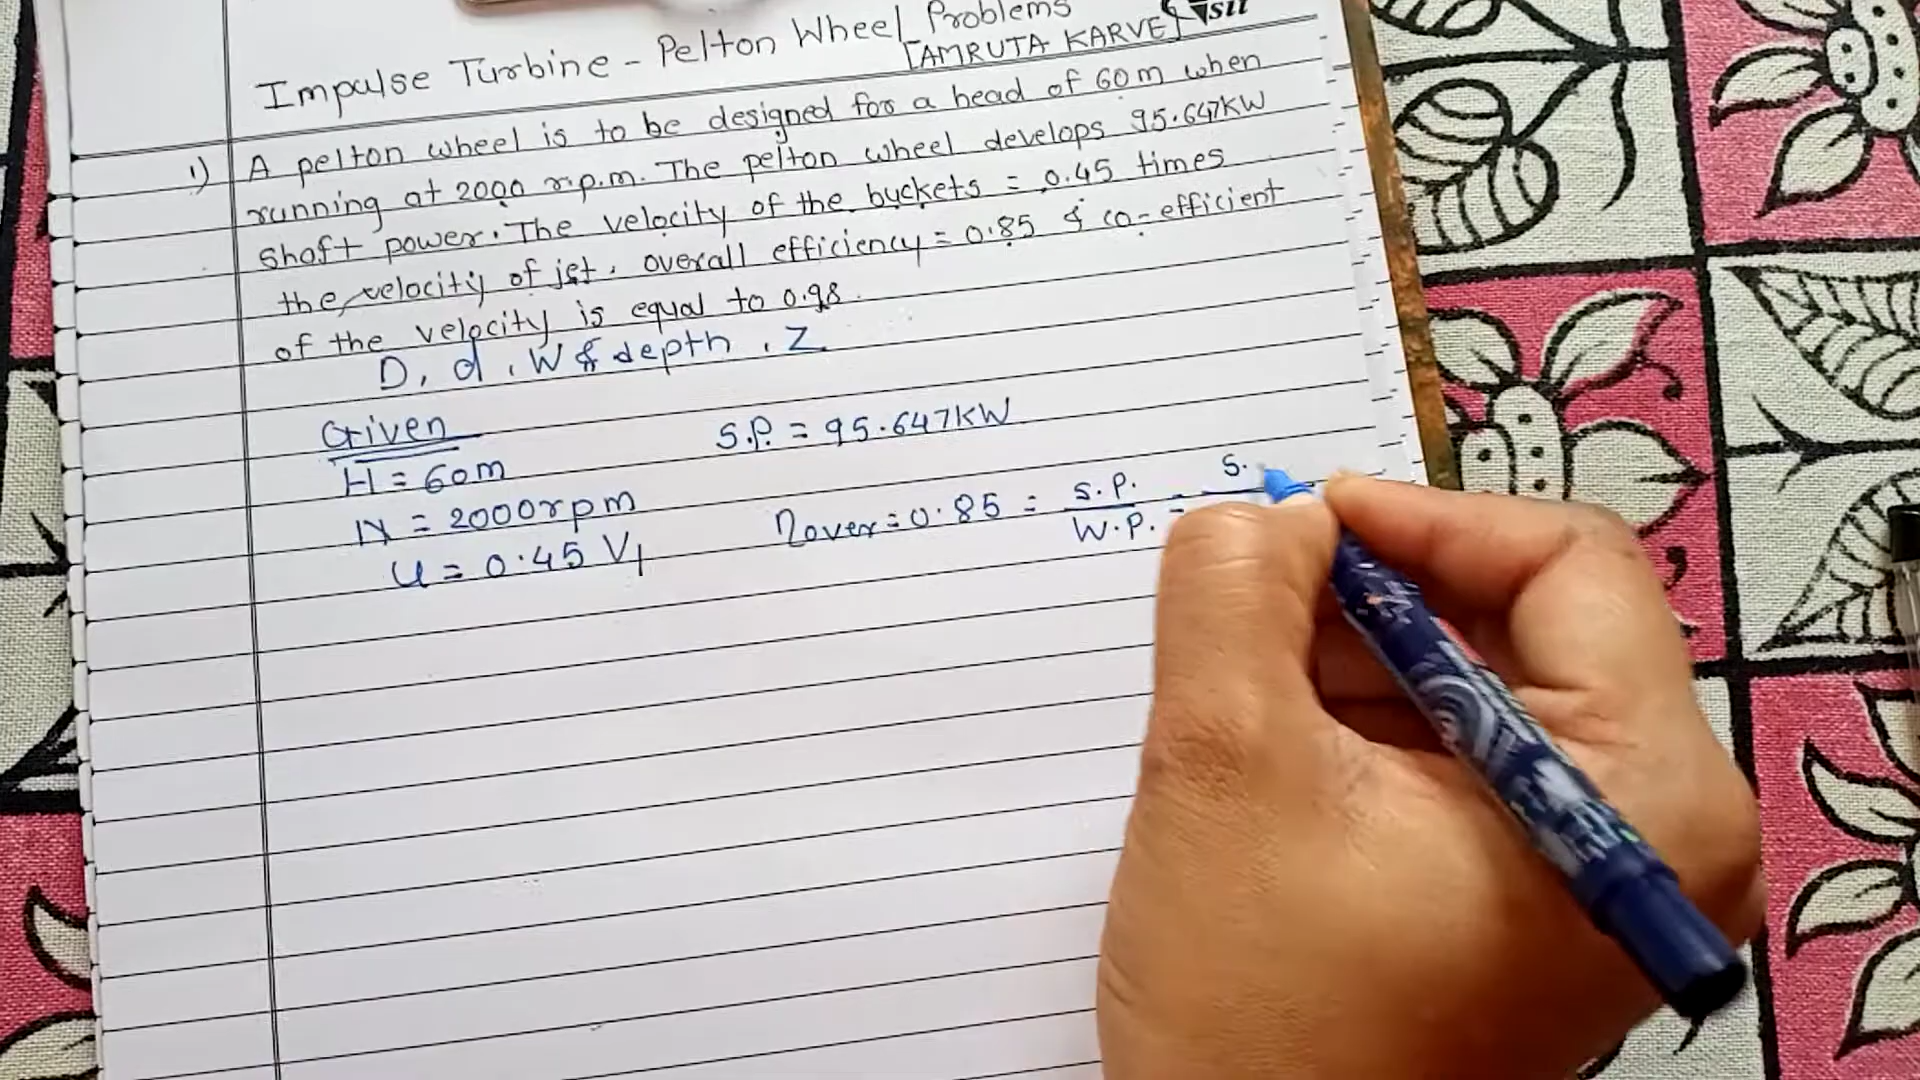 Impulse Turbine - Pelton Wheel Problems
[AMRUTA KARVE]
1) A pelton wheel is to be designed for a head of 60m when
running at 2000 r.p.m. The pelton wheel develops 95.647KW
shaft power. The velocity of the buckets = 0.45 times
the velocity of jet, overall efficiency = 0.85 & co-efficient
of the velocity is equal to 0.98.
D, d, W & depth, Z
Given
H = 60m
N = 2000rpm
u = 0.45 V1
S.P. = 95.647KW
ηover = 0.85 = S.P. / W.P. = S.